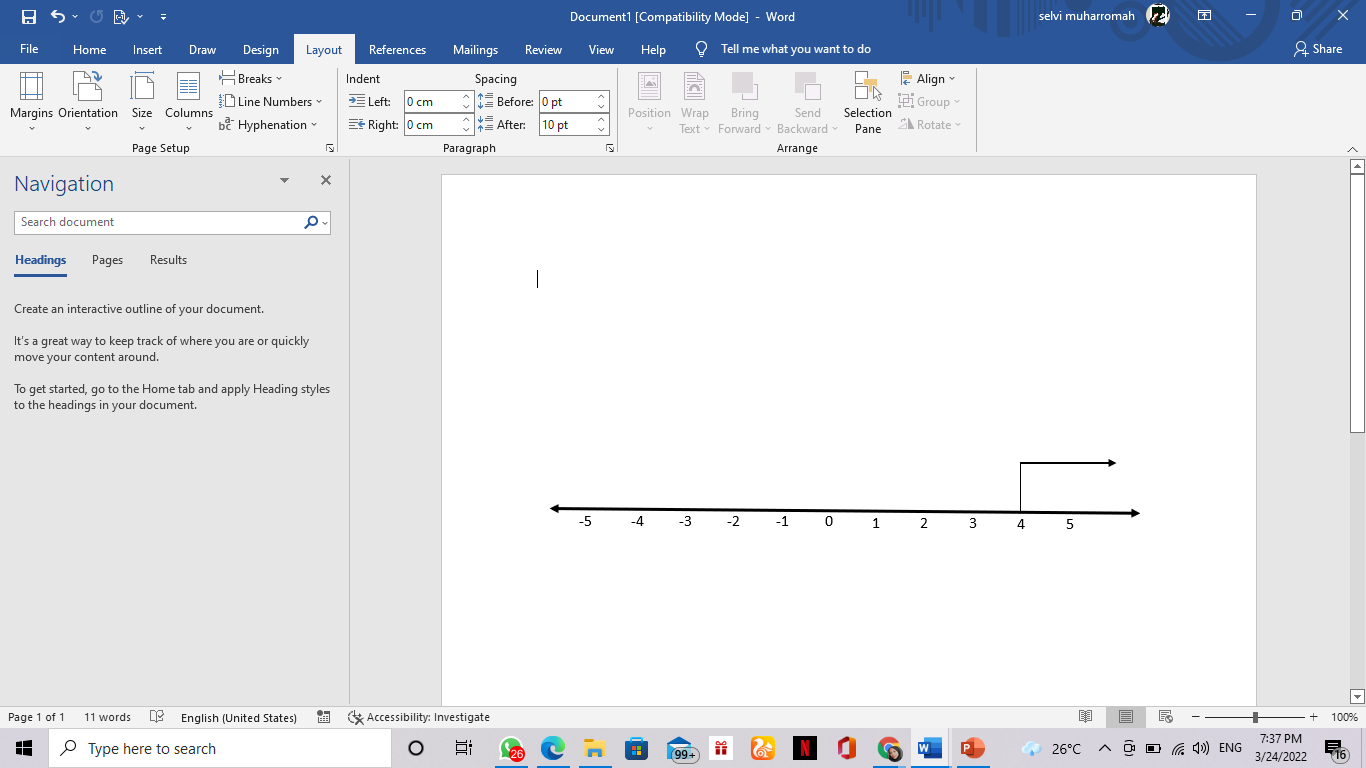 Document1 [Compatibility Mode] - Word
selvi muharromah
File Home Insert Draw Design Layout References Mailings Review View Help Tell me what you want to do Share
Margins Orientation Size Columns
Breaks
Line Numbers
Hyphenation
Page Setup
Indent Spacing
Left: 0 cm Before: 0 pt
Right: 0 cm After: 10 pt
Paragraph
Position Wrap Text Bring Forward Send Backward Selection Pane
Align
Group
Rotate
Arrange
Navigation
Search document
Headings Pages Results
Create an interactive outline of your document.
It's a great way to keep track of where you are or quickly
move your content around.
To get started, go to the Home tab and apply Heading styles
to the headings in your document.
-5 -4 -3 -2 -1 0 1 2 3 4 5
Page 1 of 1 11 words English (United States) Accessibility: Investigate 100%
Type here to search
26
99+
N
W
P
26°C
ENG
7:37 PM
3/24/2022
16